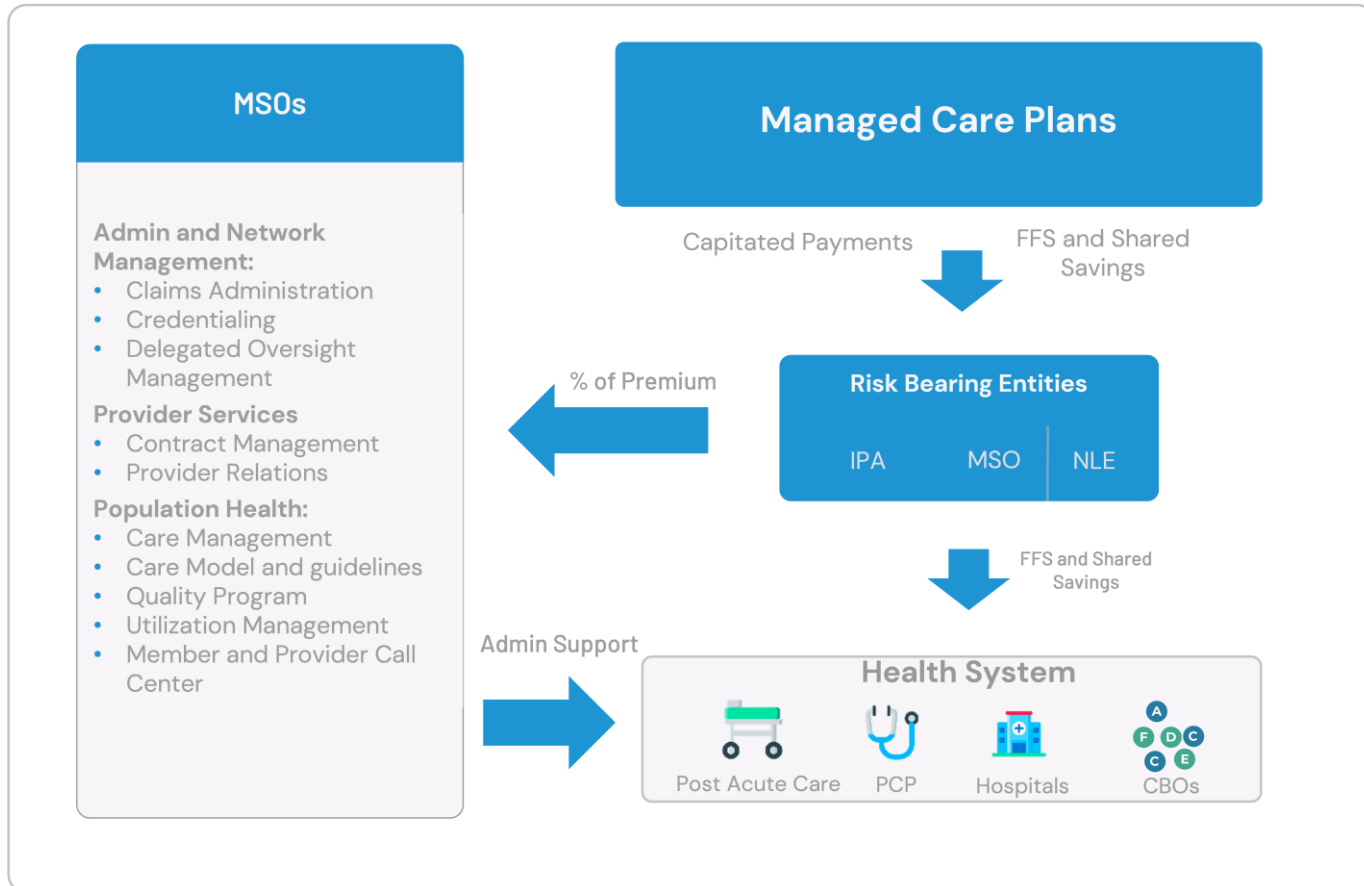 MSOs
Admin and Network
Management:
• Claims Administration
• Credentialing
• Delegated Oversight
Management
Provider Services
• Contract Management
• Provider Relations
Population Health:
• Care Management
• Care Model and guidelines
• Quality Program
• Utilization Management
• Member and Provider Call
Center
Managed Care Plans
Capitated Payments
FFS and Shared
Savings
% of Premium
Risk Bearing Entities
IPA MSO NLE
FFS and Shared
Savings
Admin Support
Health System
A
F D C
C E
Post Acute Care PCP Hospitals CBOs